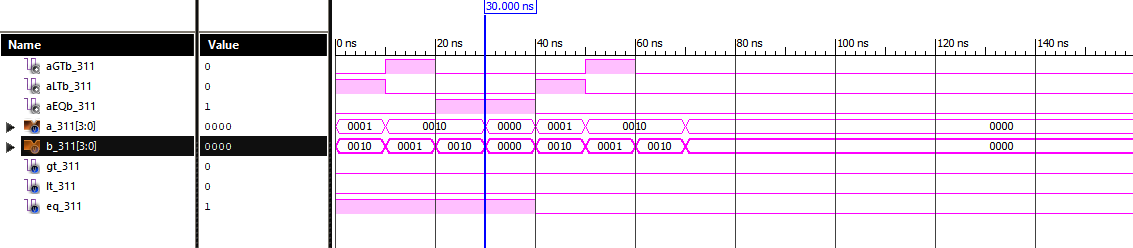 30.000 ns
Name Value 0 ns 20 ns 40 ns 60 ns 80 ns 100 ns 120 ns 140 ns
aGTb_311 0
aLTb_311 0
aEQb_311 1
a_311[3:0] 0000 0001 0010 0000 0001 0010 0000
b_311[3:0] 0000 0010 0001 0010 0000 0010 0001 0010 0000
gt_311 0
lt_311 0
eq_311 1